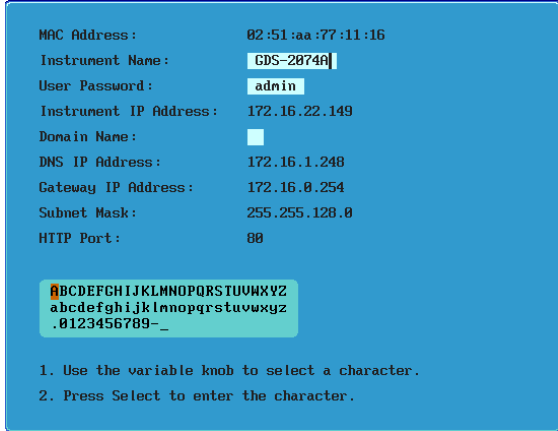 MAC Address: 02:51:aa:77:11:16
Instrument Name: GDS-2074A
User Password: admin
Instrument IP Address: 172.16.22.149
Domain Name:
DNS IP Address: 172.16.1.248
Gateway IP Address: 172.16.0.254
Subnet Mask: 255.255.128.0
HTTP Port: 80
ABCDEFGHIJKLMNOPQRSTUVWXYZ
abcdefghijklmnopqrstuvwxyz
.0123456789-_
1. Use the variable knob to select a character.
2. Press Select to enter the character.